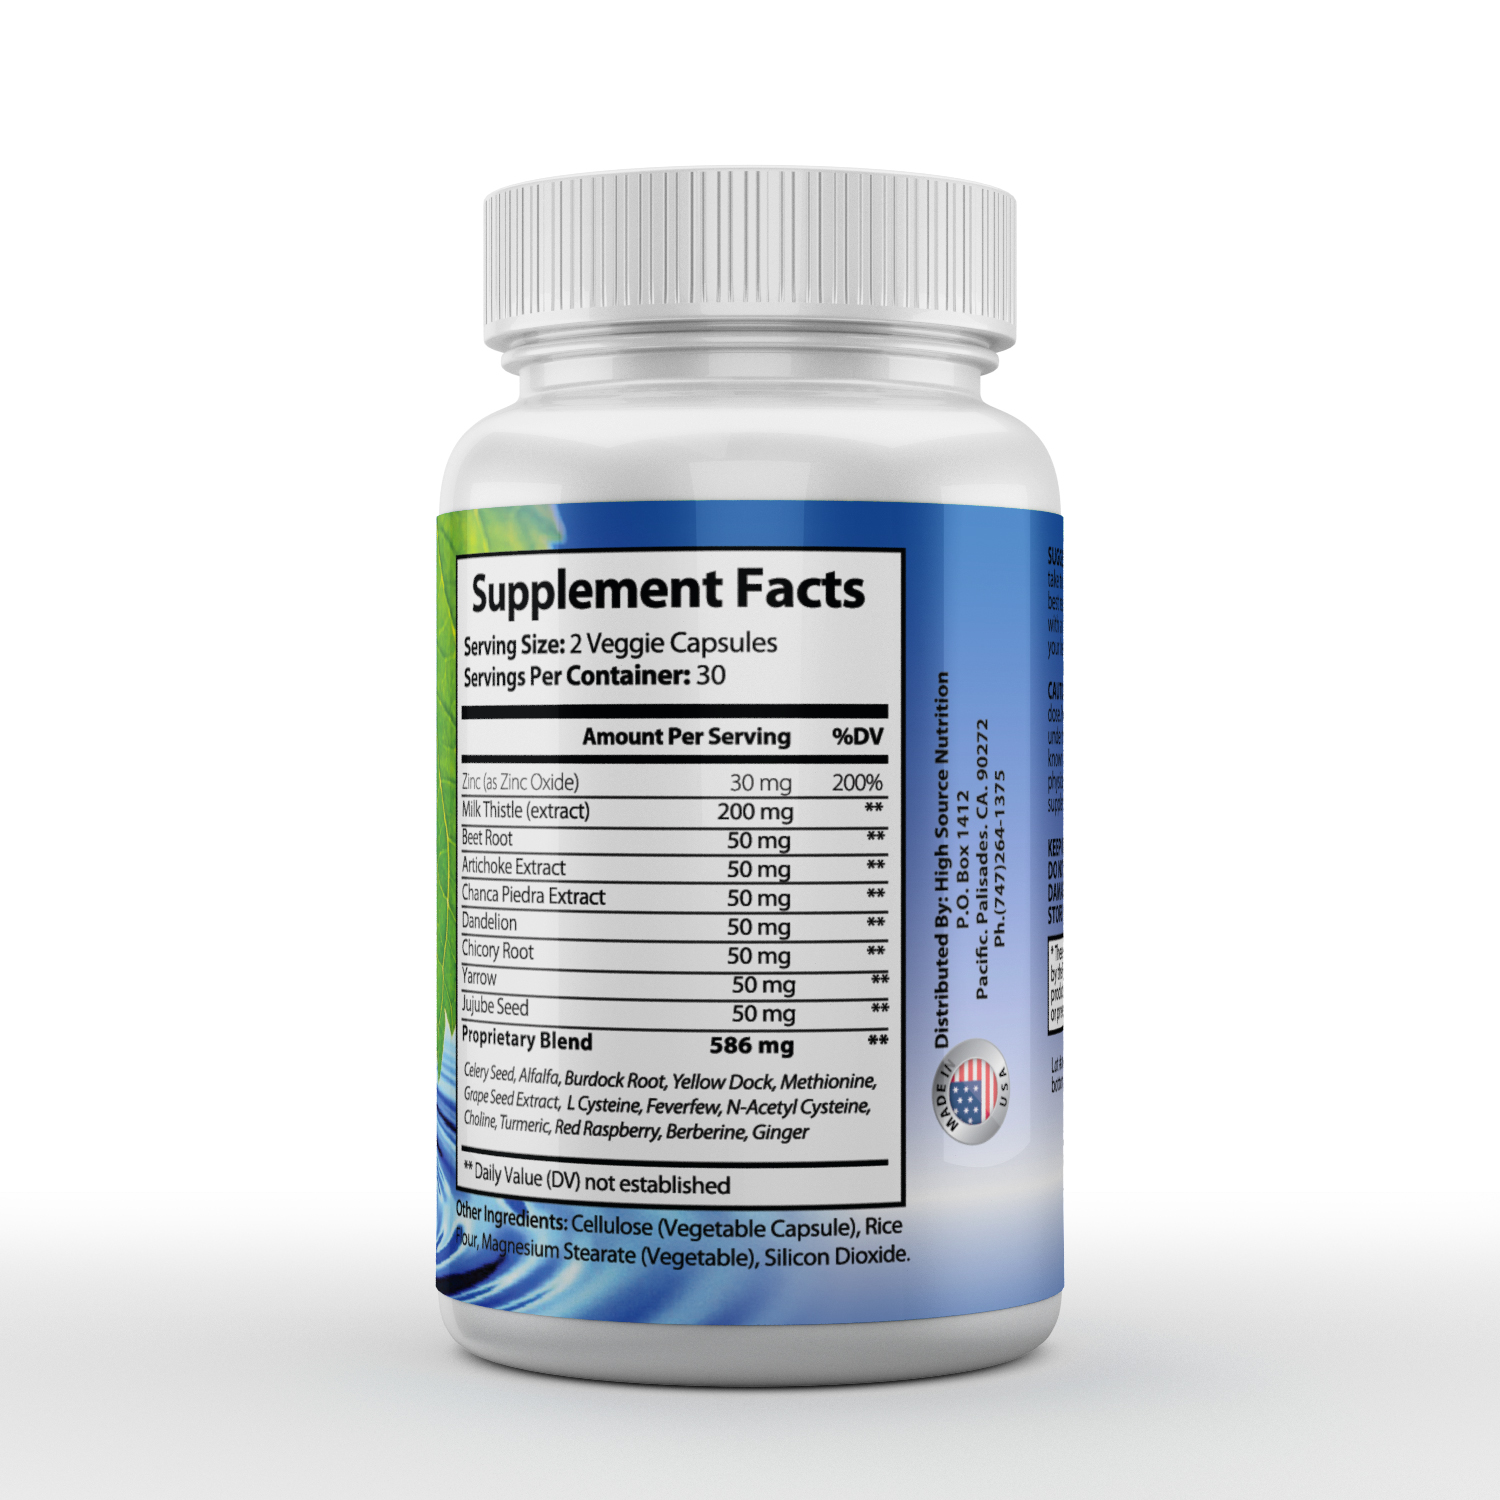 Supplement Facts
Serving Size: 2 Veggie Capsules
Servings Per Container: 30
Amount Per Serving %DV
Zinc (as Zinc Oxide) 30 mg 200%
Milk Thistle (extract) 200 mg **
Beet Root 50 mg **
Artichoke Extract 50 mg **
Chanca Piedra Extract 50 mg **
Dandelion 50 mg **
Chicory Root 50 mg **
Yarrow 50 mg **
Jujube Seed 50 mg **
Proprietary Blend 586 mg **
Celery Seed, Alfalfa, Burdock Root, Yellow Dock, Methionine,
Grape Seed Extract, L Cysteine, Feverfew, N-Acetyl Cysteine,
Choline, Turmeric, Red Raspberry, Berberine, Ginger
** Daily Value (DV) not established
Other Ingredients: Cellulose (Vegetable Capsule), Rice
Flour, Magnesium Stearate (Vegetable), Silicon Dioxide.
Distributed By: High Source Nutrition
P.O. Box 1412
Pacific. Palisades. CA. 90272
Ph.(747)264-1375
MADE IN USA